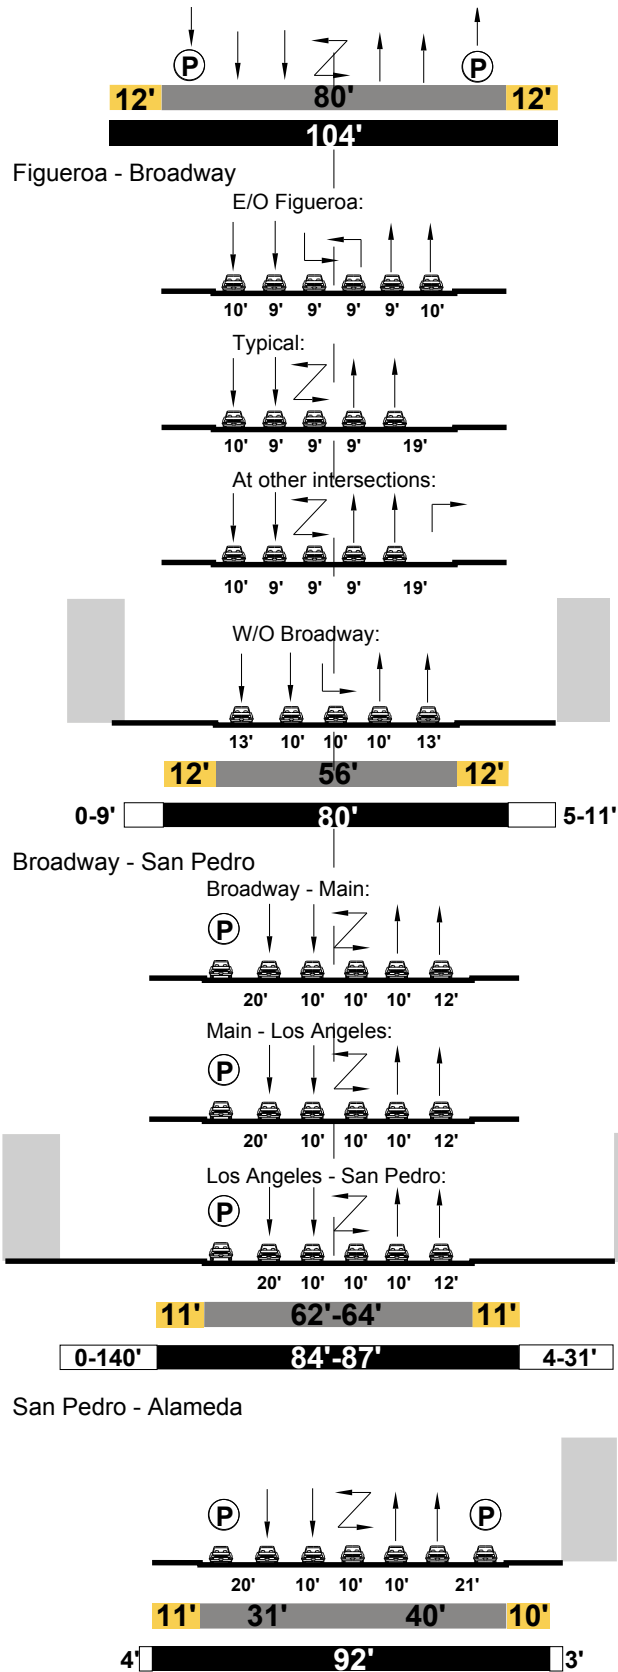 P P
12' 80' 12'
104'
Figueroa - Broadway
E/O Figueroa:
10' 9' 9' 9' 9' 10'
Typical:
10' 9' 9' 9' 19'
At other intersections:
10' 9' 9' 9' 19'
W/O Broadway:
13' 10' 10' 10' 13'
12' 56' 12'
0-9' 80' 5-11'
Broadway - San Pedro
Broadway - Main:
P
20' 10' 10' 10' 12'
Main - Los Angeles:
P
20' 10' 10' 10' 12'
Los Angeles - San Pedro:
P
20' 10' 10' 10' 12'
11' 62'-64' 11'
0-140' 84'-87' 4-31'
San Pedro - Alameda
P P
20' 10' 10' 10' 21'
11' 31' 40' 10'
4' 92' 3'